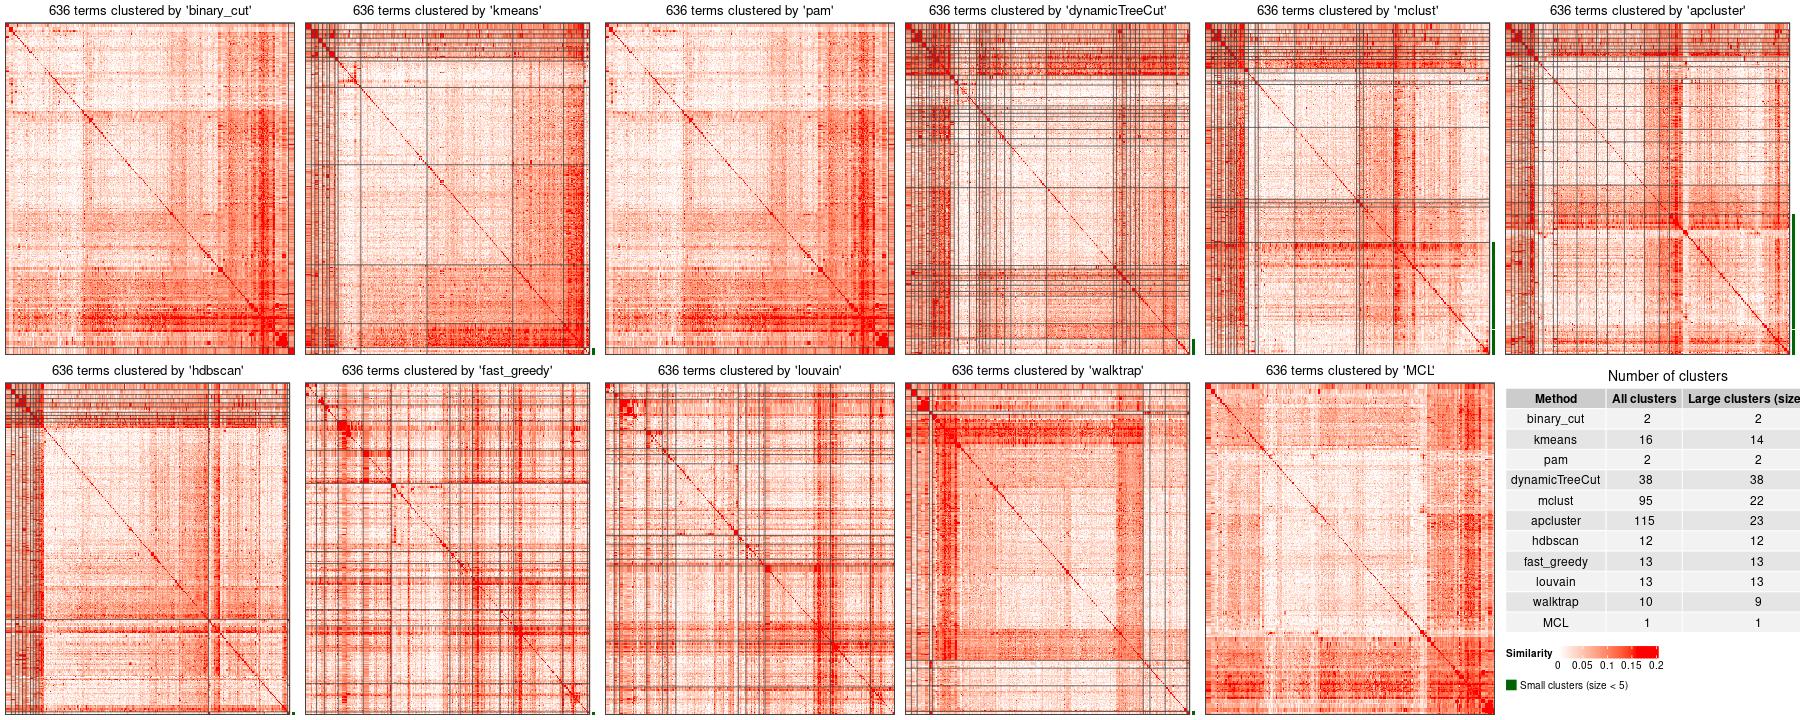 636 terms clustered by 'binary_cut'
636 terms clustered by 'kmeans'
636 terms clustered by 'pam'
636 terms clustered by 'dynamicTreeCut'
636 terms clustered by 'mclust'
636 terms clustered by 'apcluster'
636 terms clustered by 'hdbscan'
636 terms clustered by 'fast_greedy'
636 terms clustered by 'louvain'
636 terms clustered by 'walktrap'
636 terms clustered by 'MCL'
Number of clusters
Method All clusters Large clusters (size
binary_cut 2 2
kmeans 16 14
pam 2 2
dynamicTreeCut 38 38
mclust 95 22
apcluster 115 23
hdbscan 12 12
fast_greedy 13 13
louvain 13 13
walktrap 10 9
MCL 1 1
Similarity
0 0.05 0.1 0.15 0.2
Small clusters (size < 5)